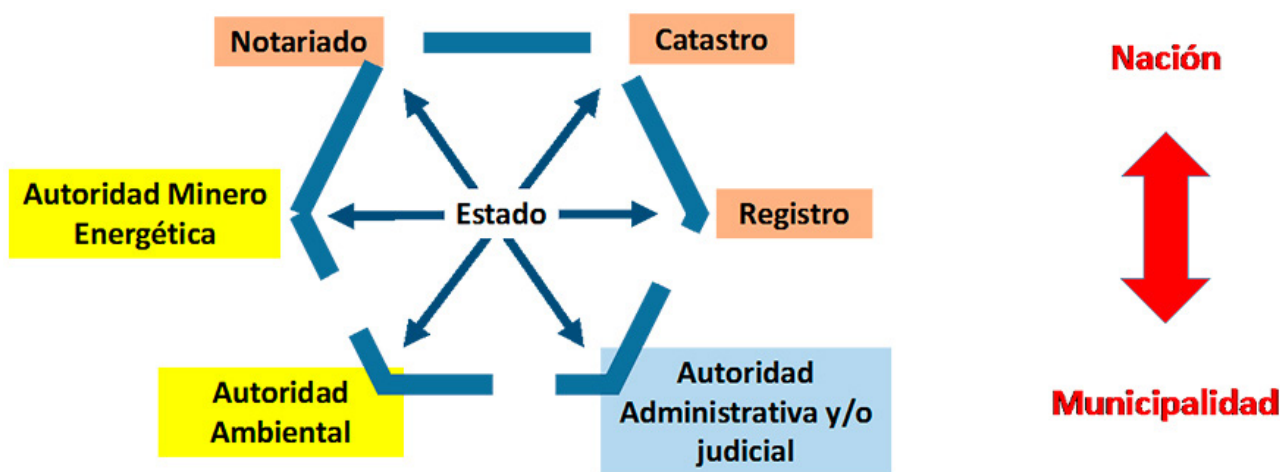 Notariado
Catastro
Nación
Autoridad Minero
Energética
Estado
Registro
Autoridad
Ambiental
Autoridad
Administrativa y/o
judicial
Municipalidad